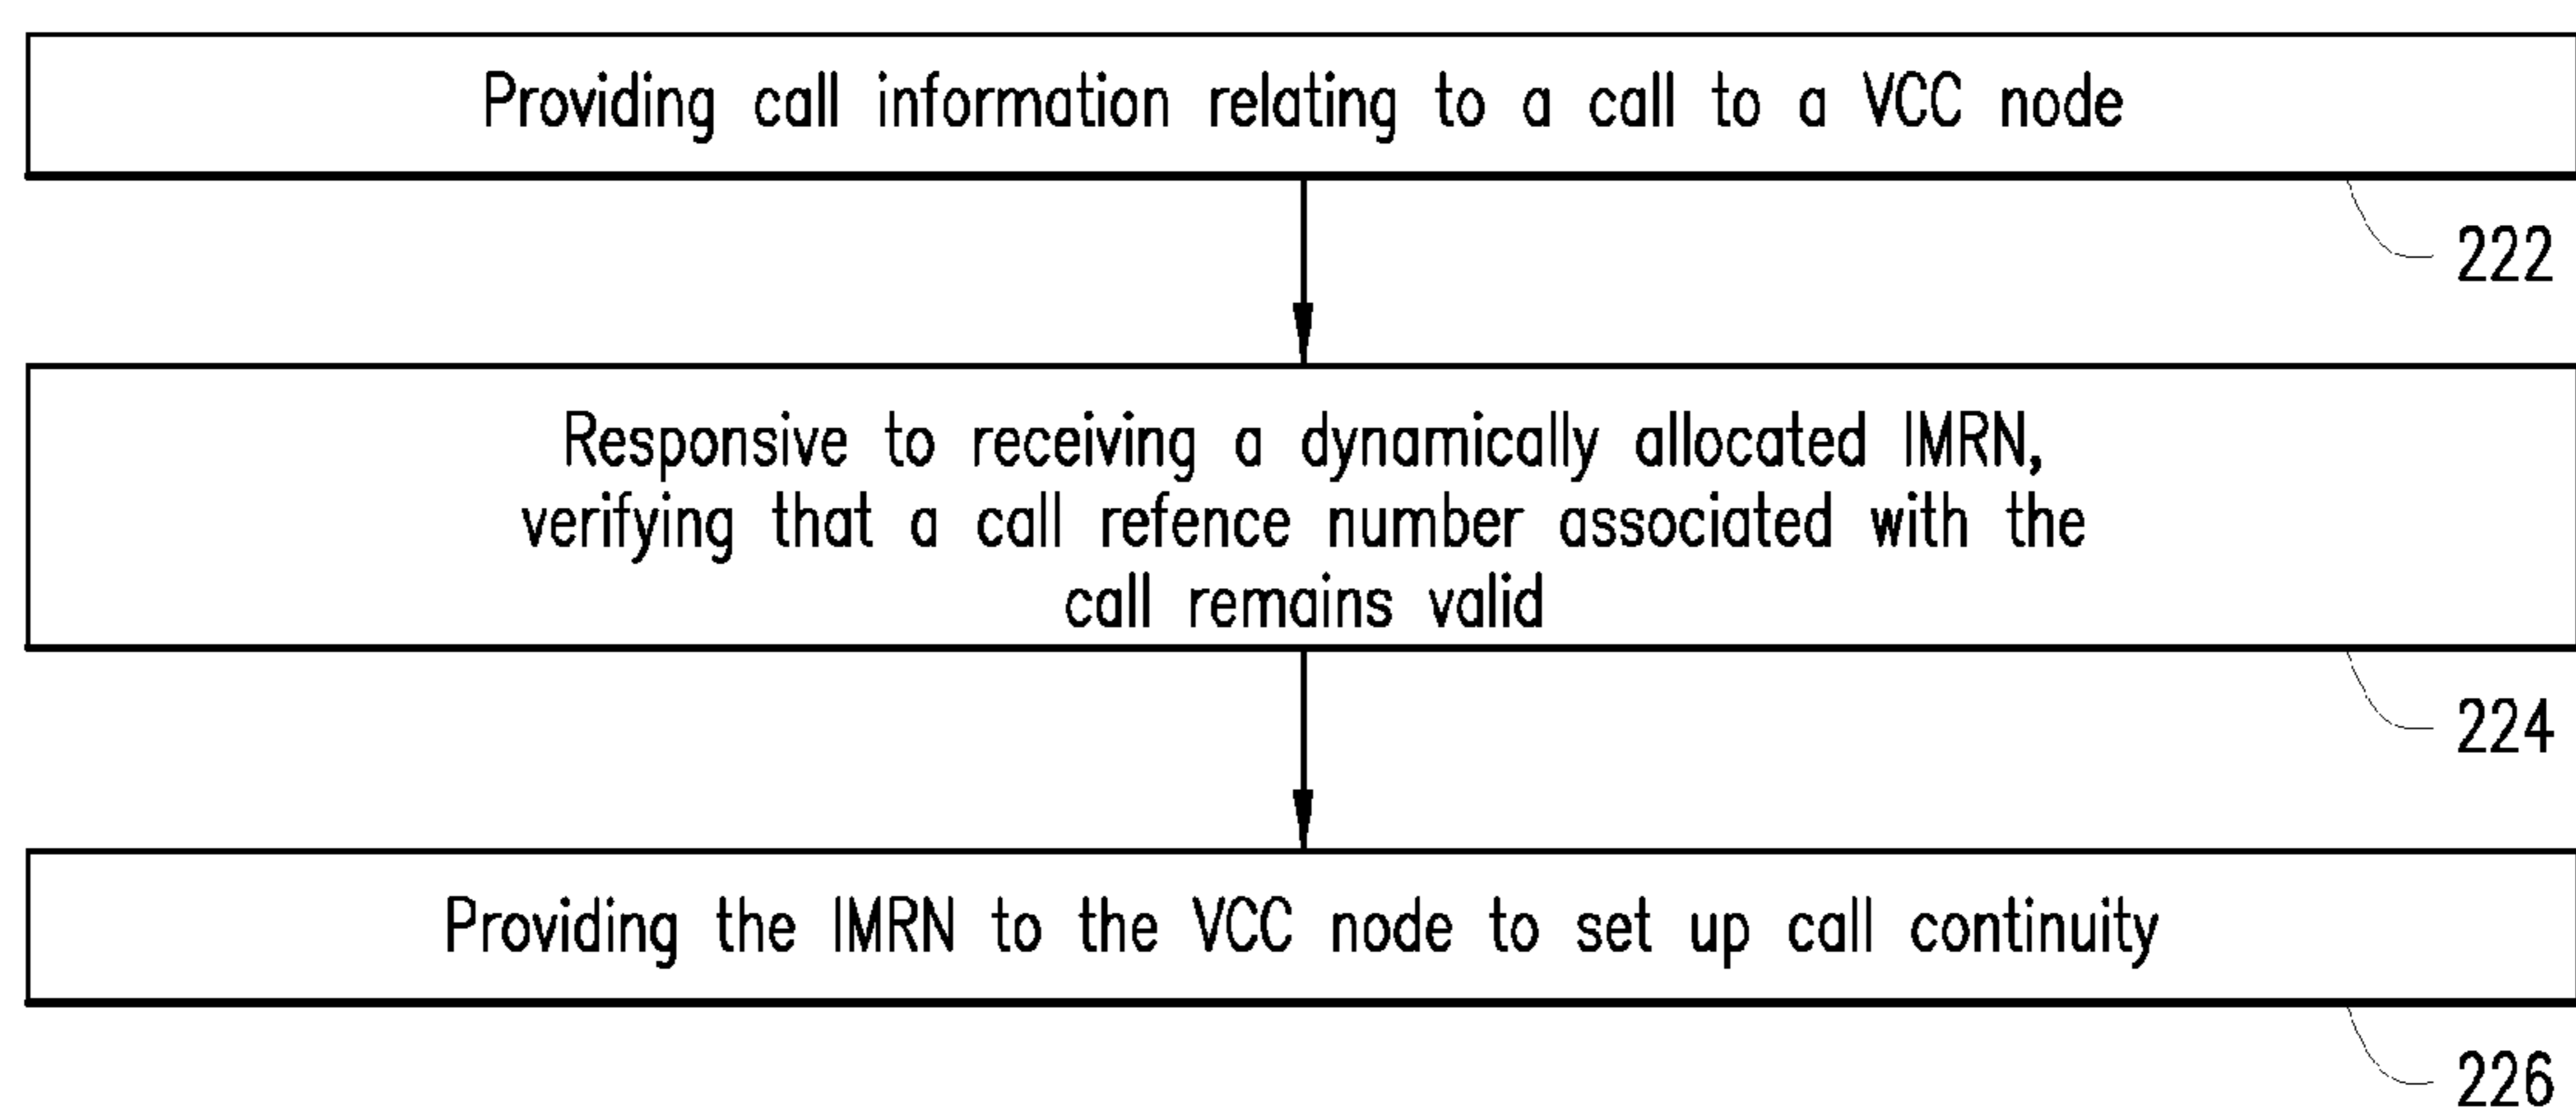 Providing call information relating to a call to a VCC node
222
Responsive to receiving a dynamically allocated IMRN,
verifying that a call refence number associated with the
call remains valid
224
Providing the IMRN to the VCC node to set up call continuity
226